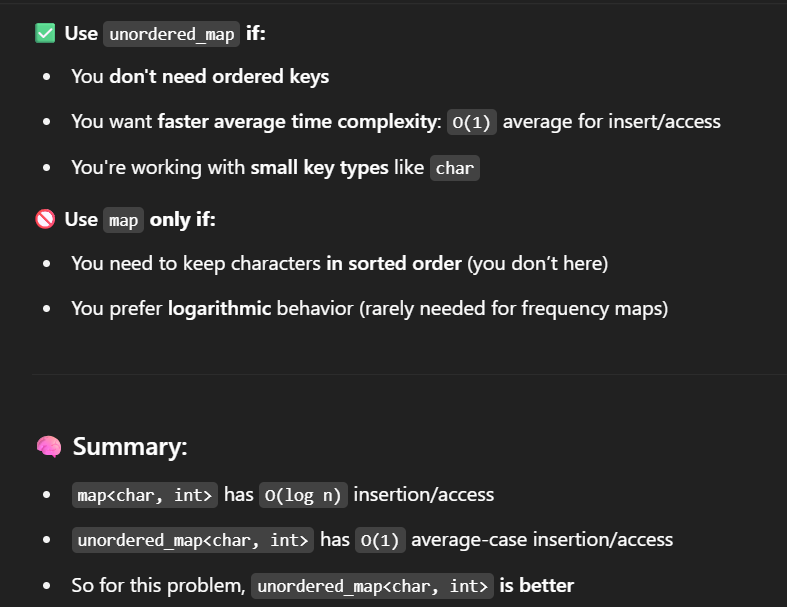 ✅ Use unordered_map if:
• You don't need ordered keys
• You want faster average time complexity: O(1) average for insert/access
• You're working with small key types like char
🚫 Use map only if:
• You need to keep characters in sorted order (you don’t here)
• You prefer logarithmic behavior (rarely needed for frequency maps)
🧠 Summary:
• map<char, int> has O(log n) insertion/access
• unordered_map<char, int> has O(1) average-case insertion/access
• So for this problem, unordered_map<char, int> is better